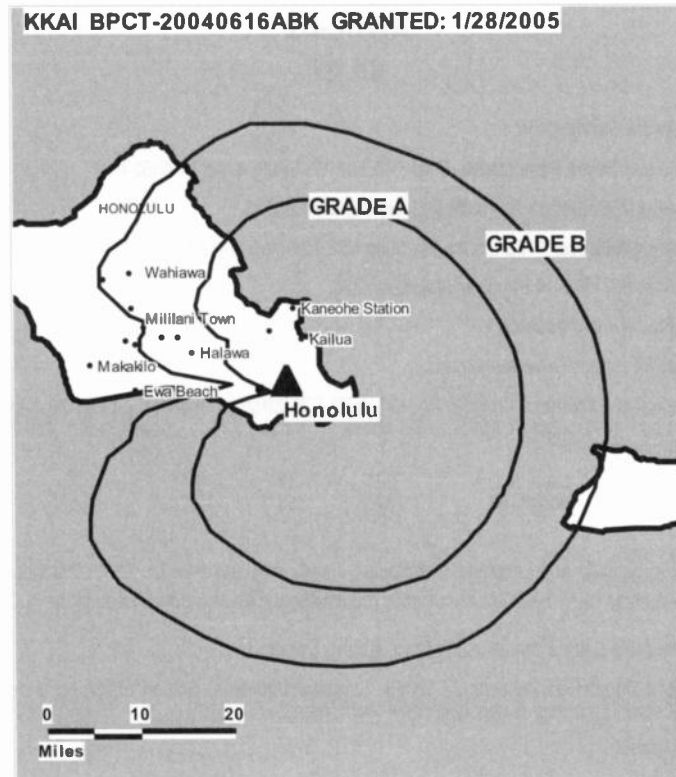 KKAI BPCT-20040616ABK GRANTED: 1/28/2005
GRADE A
HONOLULU
GRADE B
Wahiawa
Kaneohe Station
Mililani Town
Kailua
Halawa
Makakilo
Ewa Beach
Honolulu
0 10 20
Miles